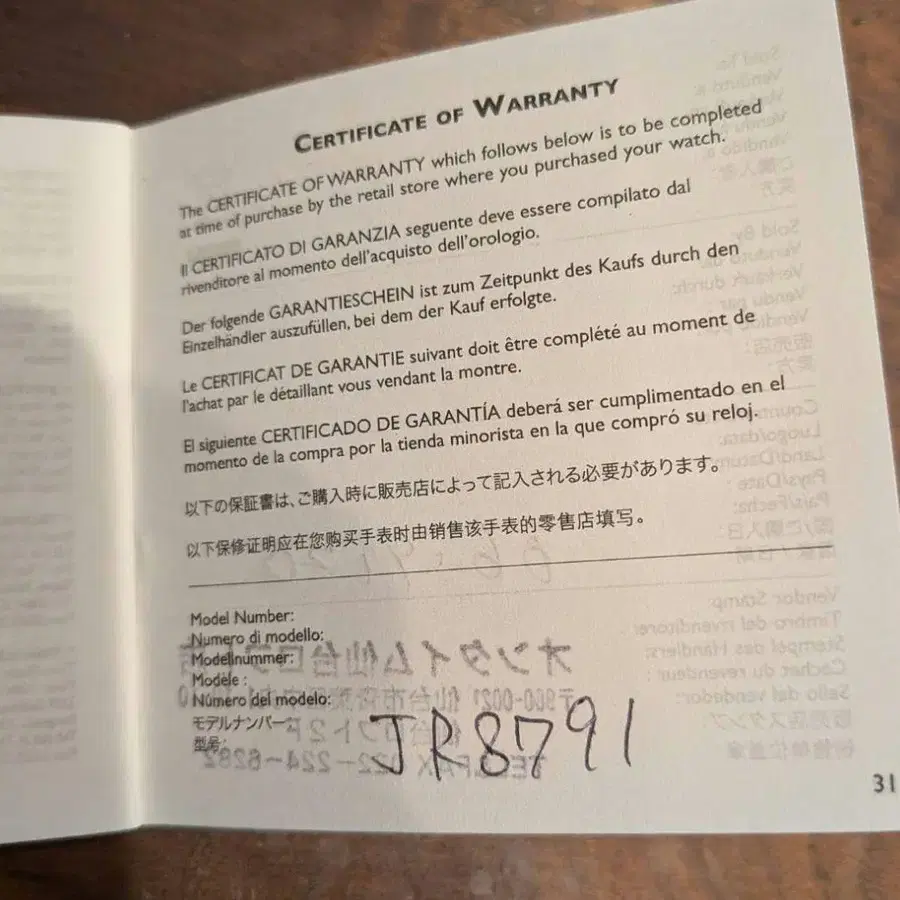 CERTIFICATE OF WARRANTY
The CERTIFICATE OF WARRANTY which follows below is to be completed
at time of purchase by the retail store where you purchased your watch.
Il CERTIFICATO DI GARANZIA seguente deve essere compilato dal
rivenditore al momento dell'acquisto dell'orologio.
Der folgende GARANTIESCHEIN ist zum Zeitpunkt des Kaufs durch den
Einzelhändler auszufüllen, bei dem der Kauf erfolgte.
Le CERTIFICAT DE GARANTIE suivant doit être complété au moment de
l'achat par le détaillant vous vendant la montre.
El siguiente CERTIFICADO DE GARANTÍA deberá ser cumplimentado en el
momento de la compra por la tienda minorista en la que compró su reloj.
以下の保証書は、ご購入時に販売店によって記入される必要があります。
以下保修证明应在您购买手表时由销售该手表的零售店填写。
Model Number:
Numero di modello:
Modellnummer:
Modèle :
Número del modelo:
モデルナンバー:
型号:
JR8791
31